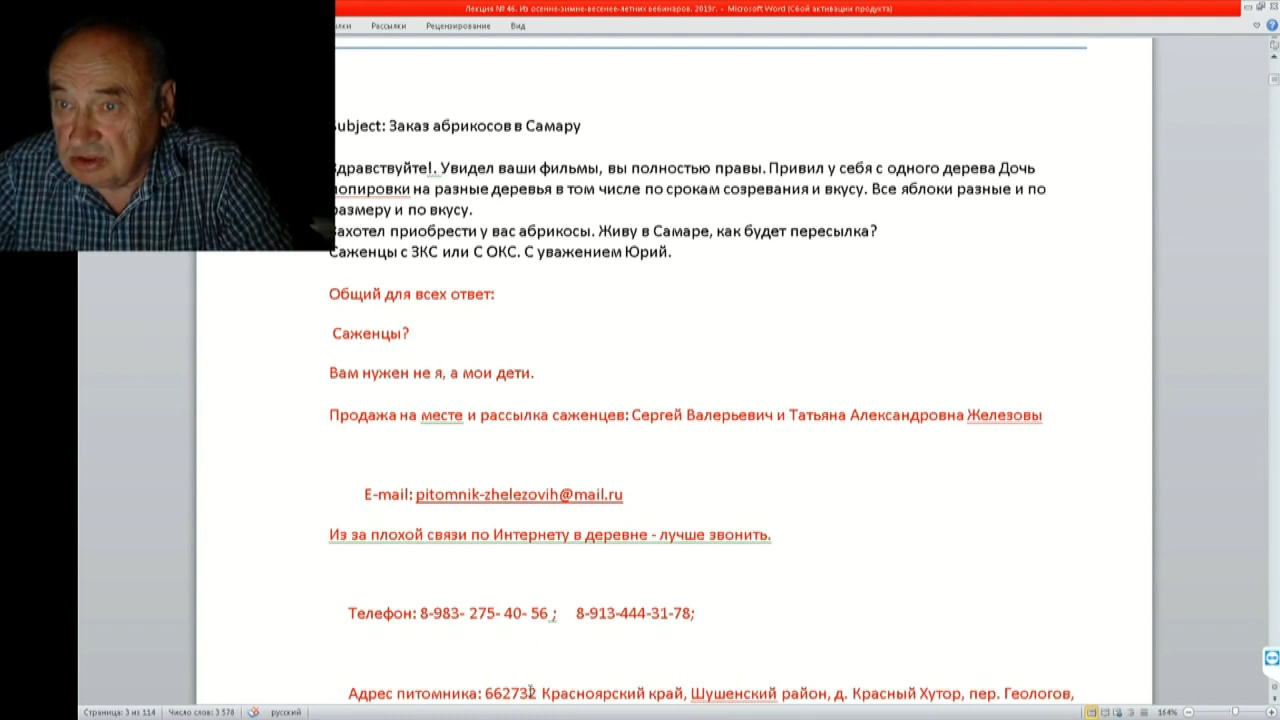 Лекция № 46. Из осенне-зимне-весенее-летних вебинаров. 2019г. - Microsoft Word (Сбой активации продукта)
Рассылки Рецензирование Вид
Subject: Заказ абрикосов в Самару
Здравствуйте!. Увидел ваши фильмы, вы полностью правы. Привил у себя с одного дерева Дочь
на разные деревья в том числе по срокам созревания и вкусу. Все яблоки разные и по
размеру и по вкусу.
Захотел приобрести у вас абрикосы. Живу в Самаре, как будет пересылка?
Саженцы с ЗКС или С ОКС. С уважением Юрий.
Общий для всех ответ:
Саженцы?
Вам нужен не я, а мои дети.
Продажа на месте и рассылка саженцев: Сергей Валерьевич и Татьяна Александровна Железовы
E-mail: pitomnik-zhelezovih@mail.ru
Из за плохой связи по Интернету в деревне - лучше звонить.
Телефон: 8-983- 275- 40- 56 ; 8-913-444-31-78;
Адрес питомника: 662732 Красноярский край, Шушенский район, д. Красный Хутор, пер. Геологов,
Страница: 3 из 114 Число слов: 3 578 русский 164%